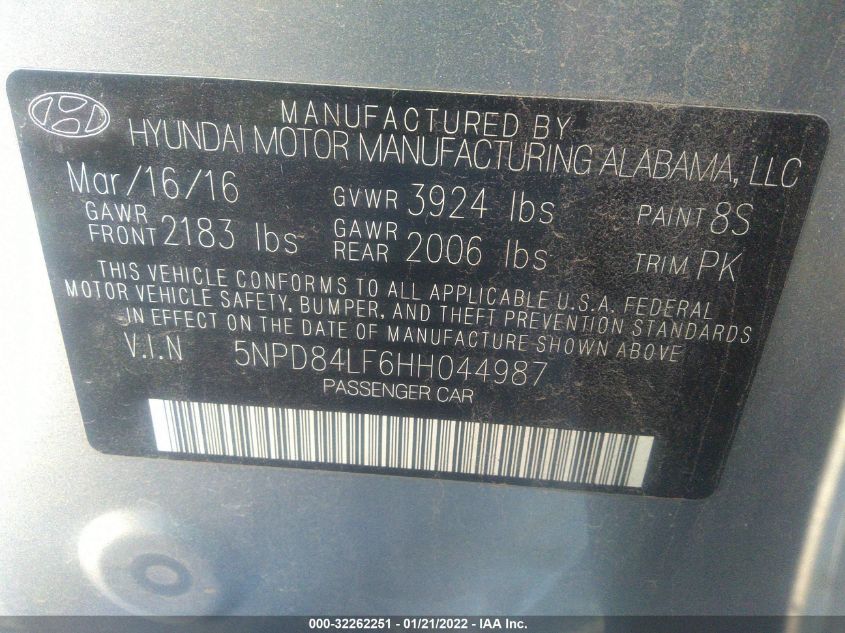 MANUFACTURED BY
HYUNDAI MOTOR MANUFACTURING ALABAMA, LLC
Mar/16/16 GVWR 3924 lbs PAINT 8S
GAWR FRONT 2183 lbs GAWR REAR 2006 lbs TRIM PK
THIS VEHICLE CONFORMS TO ALL APPLICABLE U.S.A. FEDERAL
MOTOR VEHICLE SAFETY, BUMPER, AND THEFT PREVENTION STANDARDS
IN EFFECT ON THE DATE OF MANUFACTURE SHOWN ABOVE.
V.I.N 5NPD84LF6HH044987
PASSENGER CAR
000-32262251 - 01/21/2022 - IAA Inc.